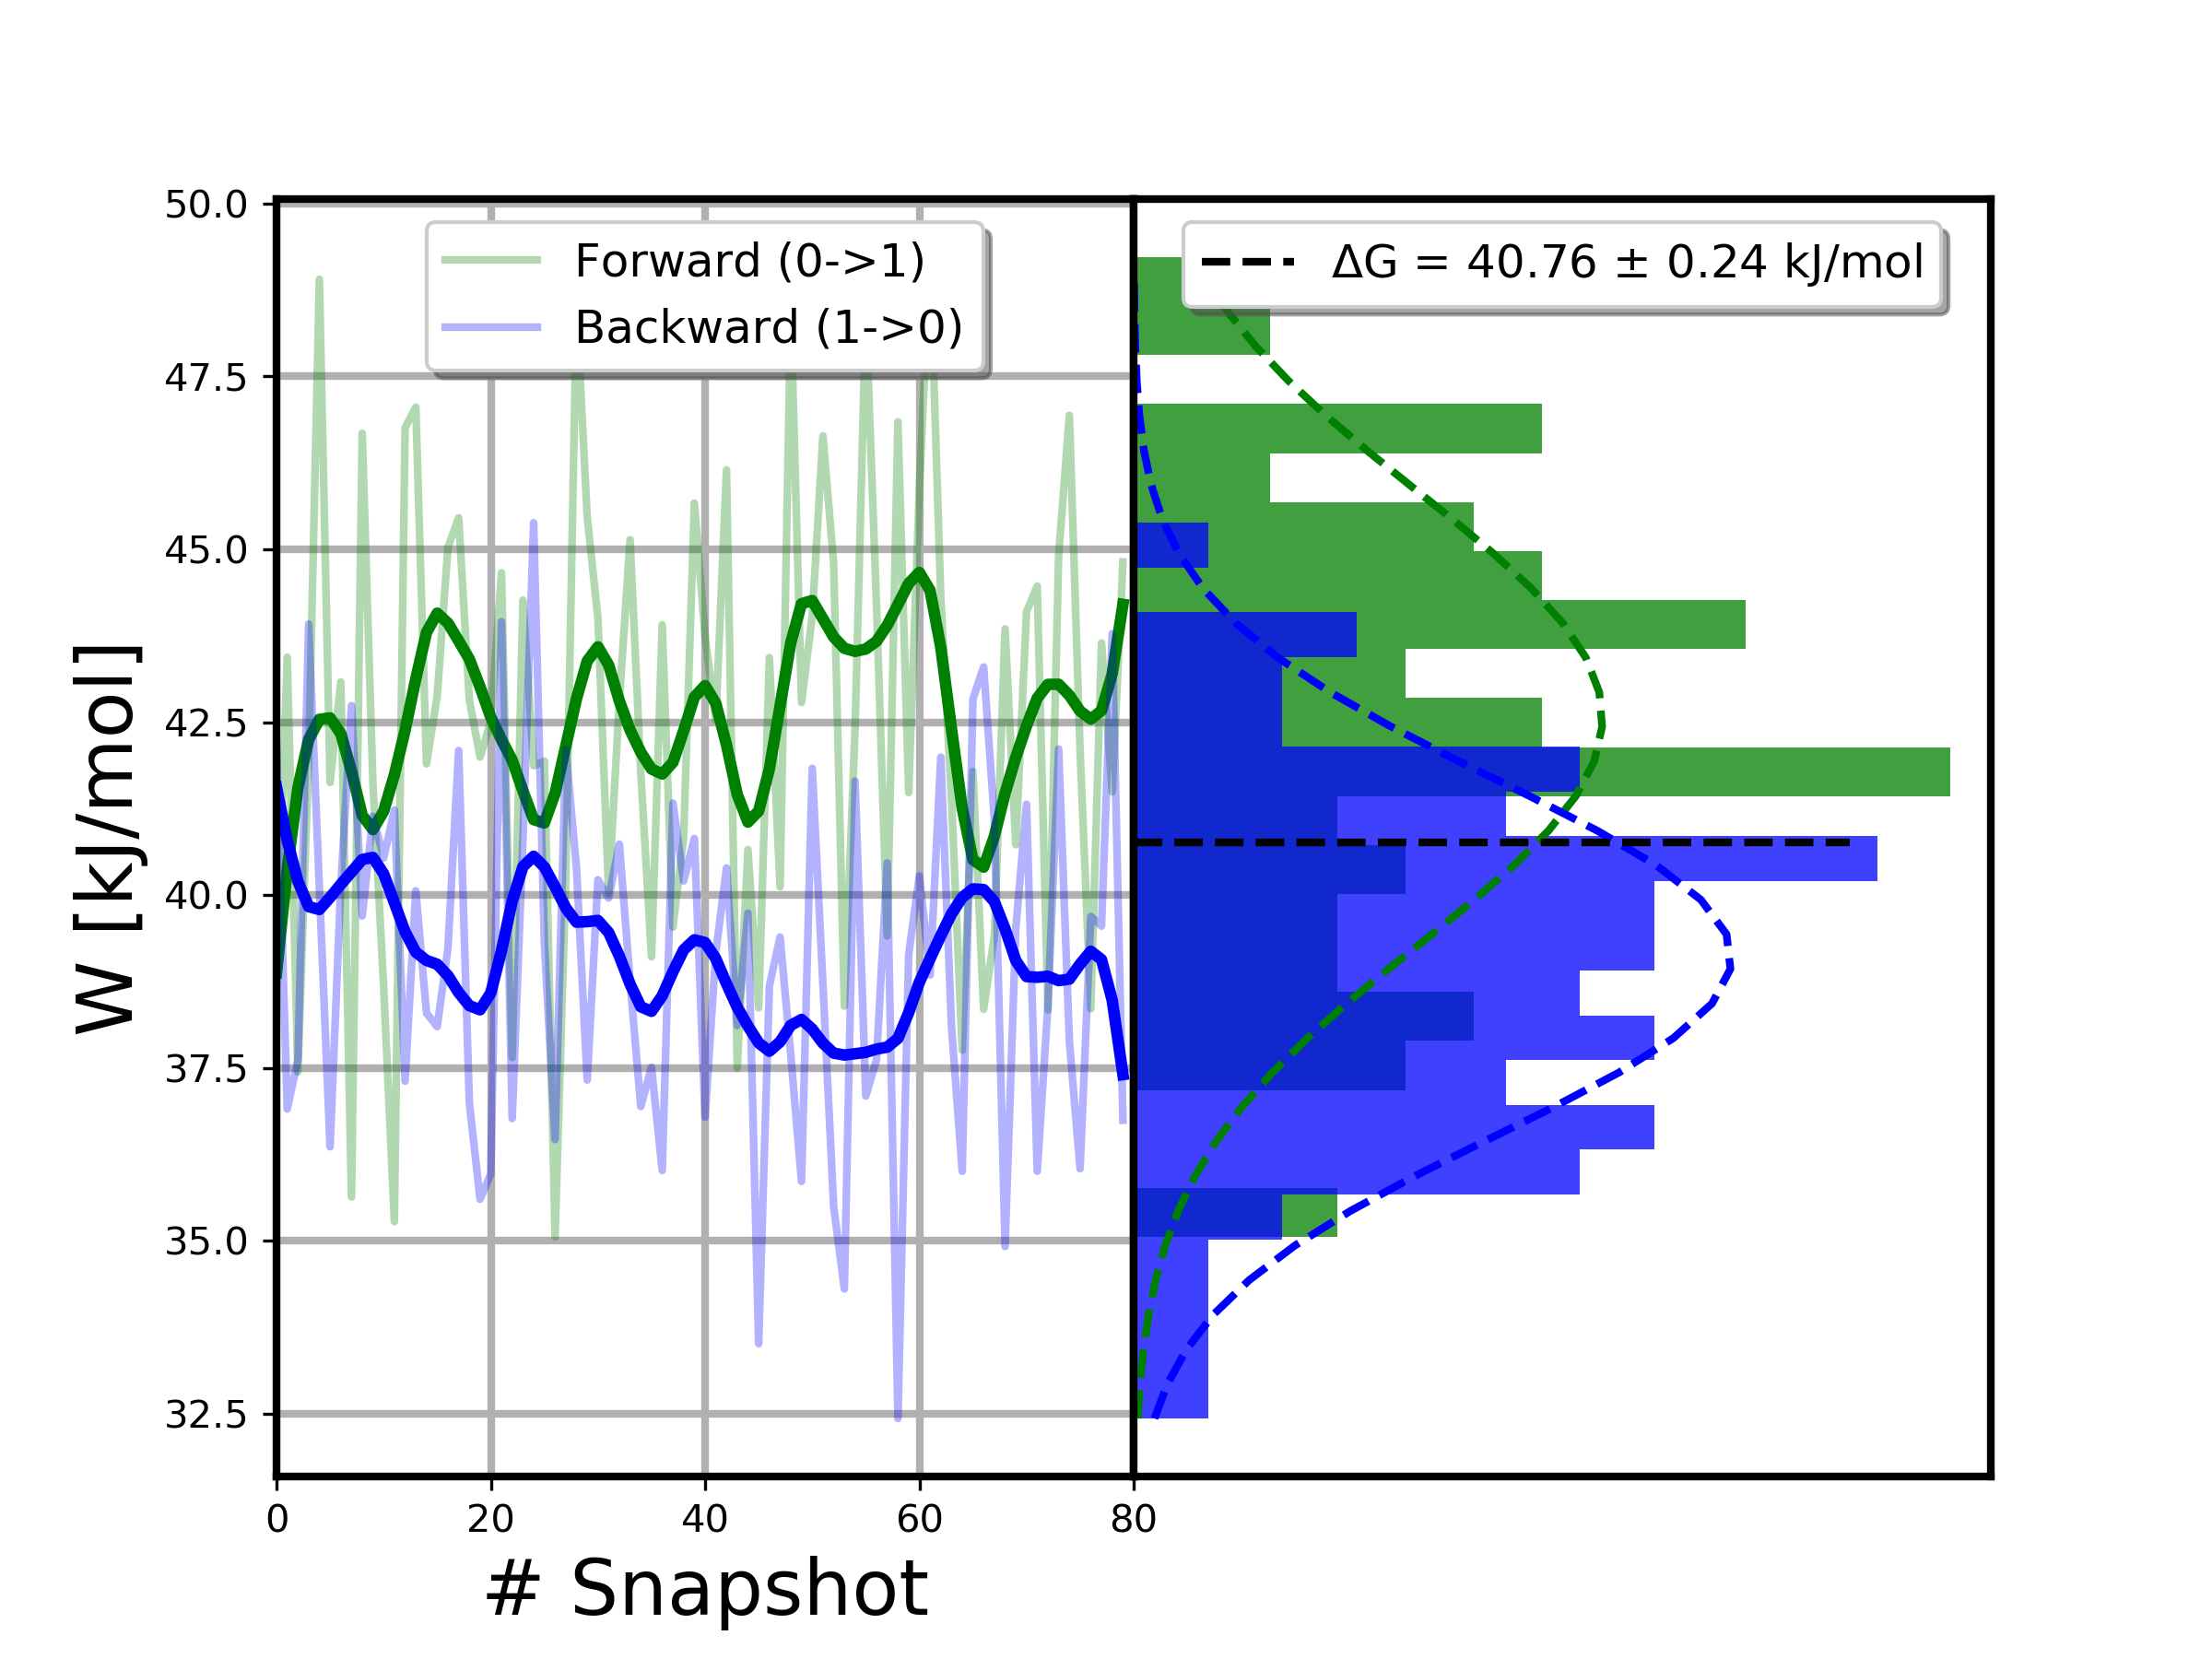 Forward (0->1)
Backward (1->0)
ΔG = 40.76 ± 0.24 kJ/mol
W [kJ/mol]
50.0
47.5
45.0
42.5
40.0
37.5
35.0
32.5
0 20 40 60 80
# Snapshot